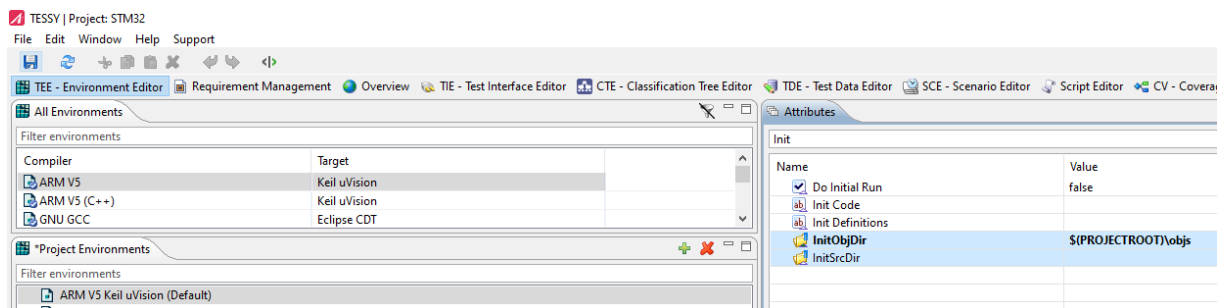 TESSY | Project: STM32
File Edit Window Help Support
TEE - Environment Editor Requirement Management Overview TIE - Test Interface Editor CTE - Classification Tree Editor TDE - Test Data Editor SCE - Scenario Editor Script Editor CV - Covera
All Environments
Filter environments
Compiler Target
ARM V5 Keil uVision
ARM V5 (C++) Keil uVision
GNU GCC Eclipse CDT
*Project Environments
Filter environments
ARM V5 Keil uVision (Default)
Attributes
Init
Name Value
Do Initial Run false
ab Init Code
ab Init Definitions
InitObjDir $(PROJECTROOT)\objs
InitSrcDir